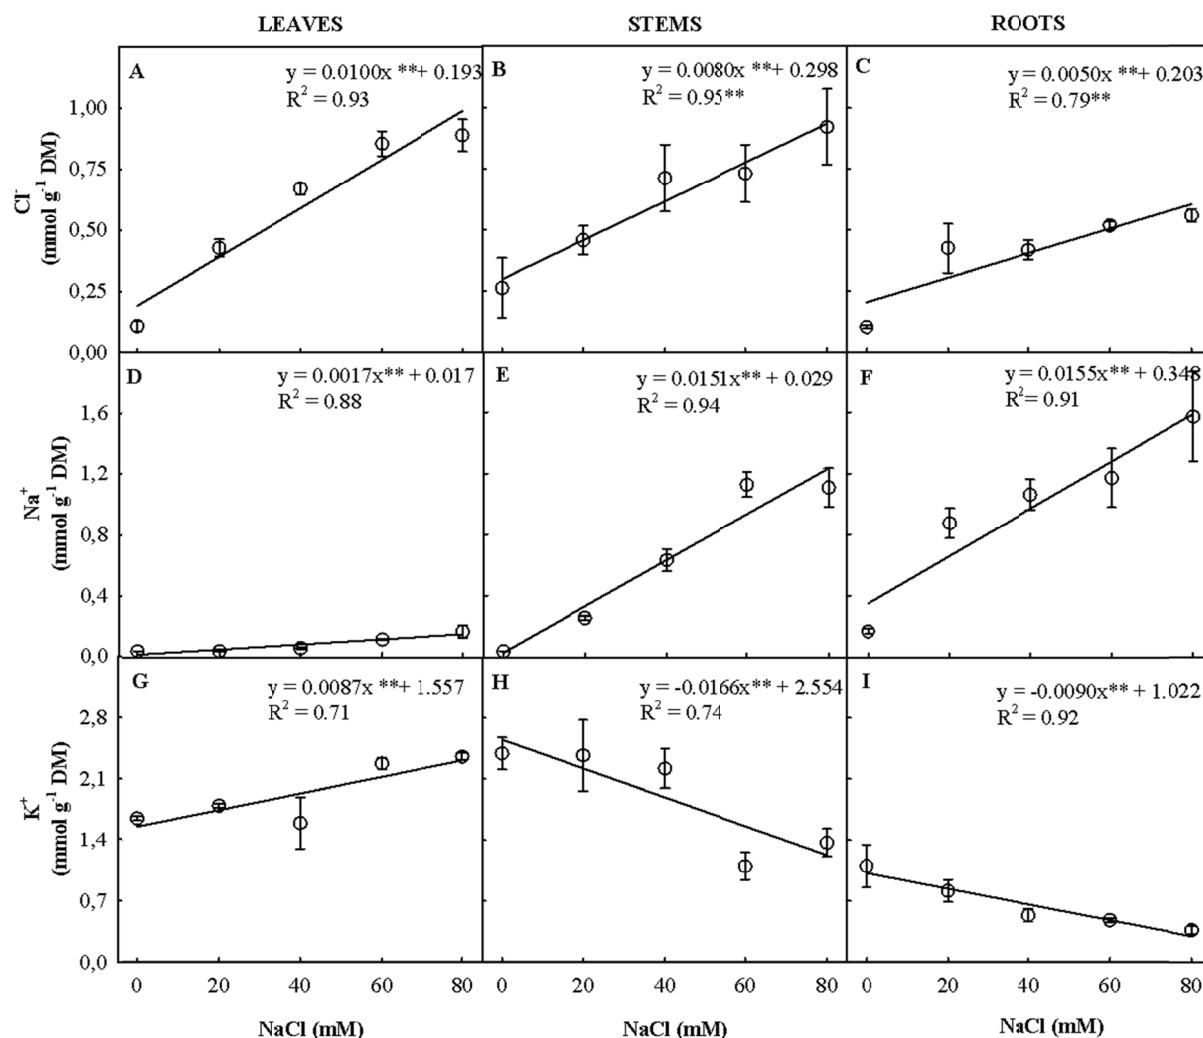 LEAVES
STEMS
ROOTS
A
y = 0.0100x **+ 0.193
R² = 0.93
B
y = 0.0080x **+ 0.298
R² = 0.95**
C
y = 0.0050x **+ 0.203
R² = 0.79**
Cl⁻
(mmol g⁻¹ DM)
1,00
0,75
0,50
0,25
0,00
D
y = 0.0017x** + 0.017
R² = 0.88
E
y = 0.0151x** + 0.029
R² = 0.94
F
y = 0.0155x** + 0.348
R²= 0.91
Na⁺
(mmol g⁻¹ DM)
1,6
1,2
0,8
0,4
0,0
G
y = 0.0087x **+ 1.557
R² = 0.71
H
y = -0.0166x** + 2.554
R² = 0.74
I
y = -0.0090x** + 1.022
R² = 0.92
K⁺
(mmol g⁻¹ DM)
2,8
2,1
1,4
0,7
0,0
0 20 40 60 80
0 20 40 60 80
0 20 40 60 80
NaCl (mM)
NaCl (mM)
NaCl (mM)